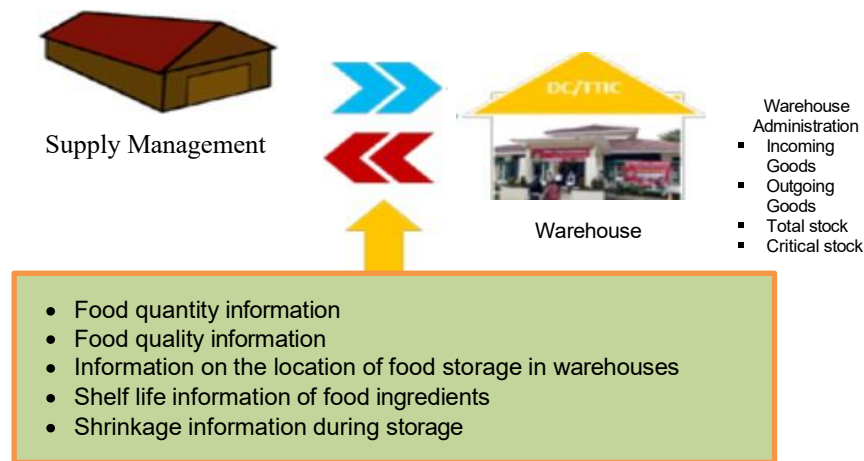 DC/TTIC
Supply Management
Warehouse
Warehouse
Administration
▪ Incoming
Goods
▪ Outgoing
Goods
▪ Total stock
▪ Critical stock
• Food quantity information
• Food quality information
• Information on the location of food storage in warehouses
• Shelf life information of food ingredients
• Shrinkage information during storage